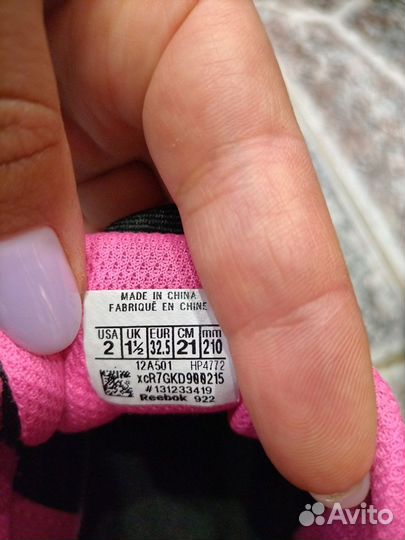 MADE IN CHINA
FABRIQUÉ EN CHINE
USA UK EUR CM mm
2 1½ 32.5 21 210
12A501 HP4772
xcR7GKD900215
#131233419
Reebok 922
Avito